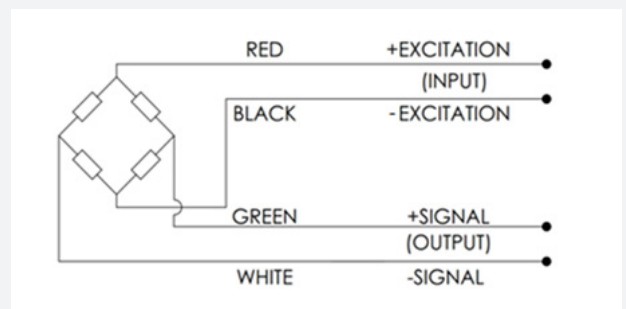 RED +EXCITATION
(INPUT)
BLACK -EXCITATION
GREEN +SIGNAL
(OUTPUT)
WHITE -SIGNAL